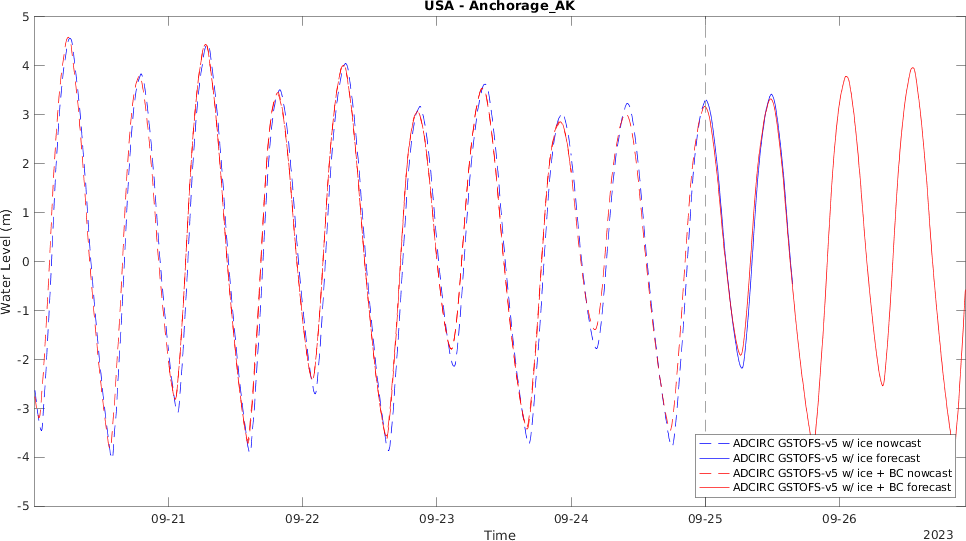 USA - Anchorage_AK
5
4
3
2
1
0
-1
-2
-3
-4
-5
Water Level (m)
09-21
09-22
09-23
09-24
09-25
09-26
Time
2023
ADCIRC GSTOFS-v5 w/ ice nowcast
ADCIRC GSTOFS-v5 w/ ice forecast
ADCIRC GSTOFS-v5 w/ ice + BC nowcast
ADCIRC GSTOFS-v5 w/ ice + BC forecast